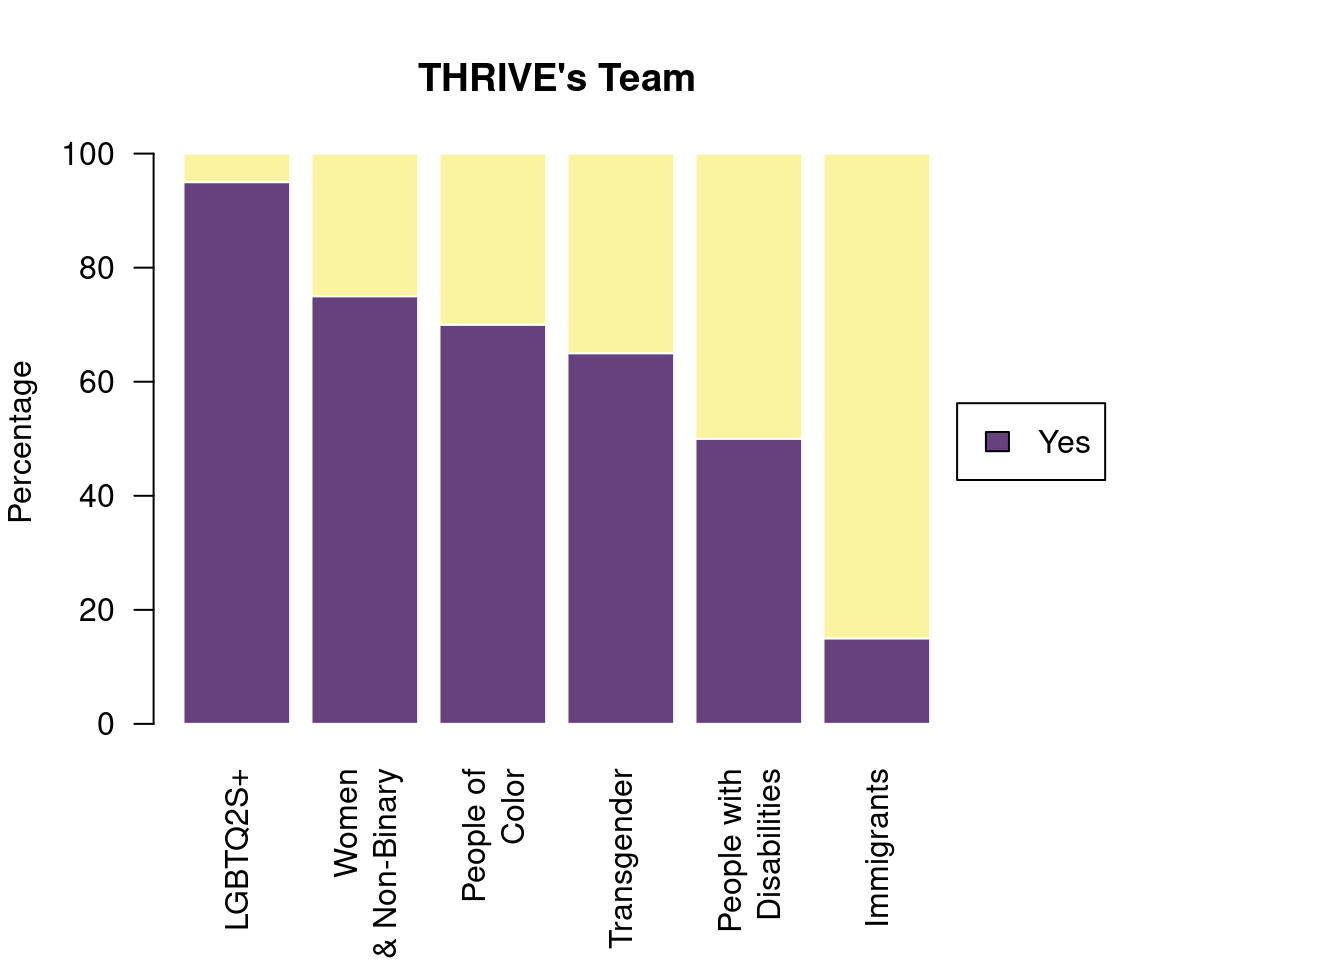 THRIVE's Team
Percentage
100
80
60
40
20
0
LGBTQ2S+
Women
& Non-Binary
People of
Color
Transgender
People with
Disabilities
Immigrants
Yes